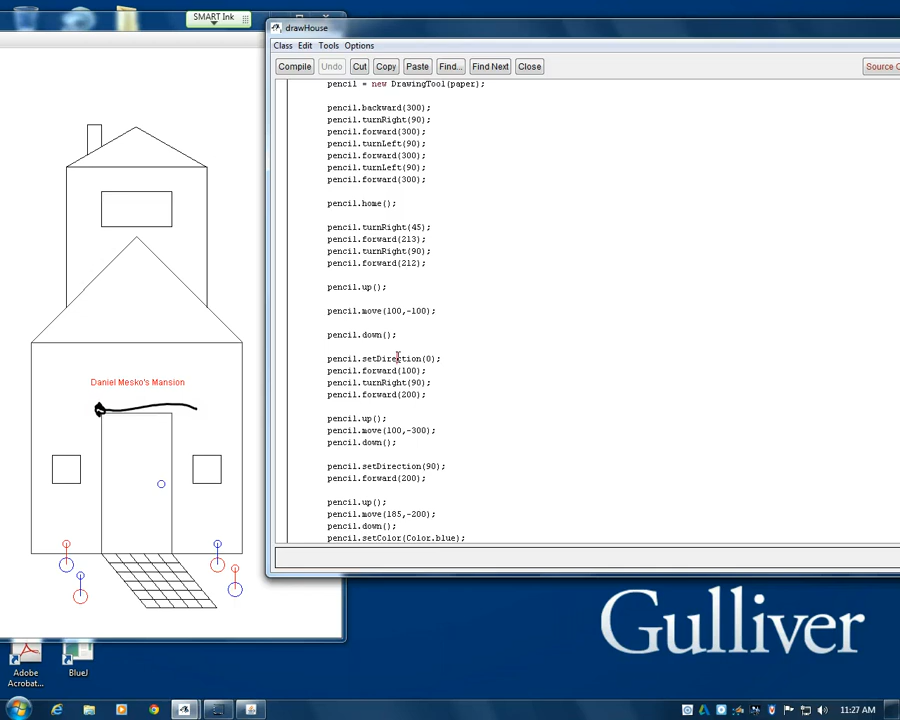 SMART Ink
drawHouse
Class Edit Tools Options
Compile Undo Cut Copy Paste Find... Find Next Close Source C
pencil = new DrawingTool(paper);
pencil.backward(300);
pencil.turnRight(90);
pencil.forward(300);
pencil.turnLeft(90);
pencil.forward(300);
pencil.turnLeft(90);
pencil.forward(300);
pencil.home();
pencil.turnRight(45);
pencil.forward(213);
pencil.turnRight(90);
pencil.forward(212);
pencil.up();
pencil.move(100,-100);
pencil.down();
pencil.setDirection(0);
pencil.forward(100);
pencil.turnRight(90);
pencil.forward(200);
pencil.up();
pencil.move(100,-300);
pencil.down();
pencil.setDirection(90);
pencil.forward(200);
pencil.up();
pencil.move(185,-200);
pencil.down();
pencil.setColor(Color.blue);
Daniel Mesko's Mansion
Gulliver
Adobe
Acrobat...
BlueJ
11:27 AM